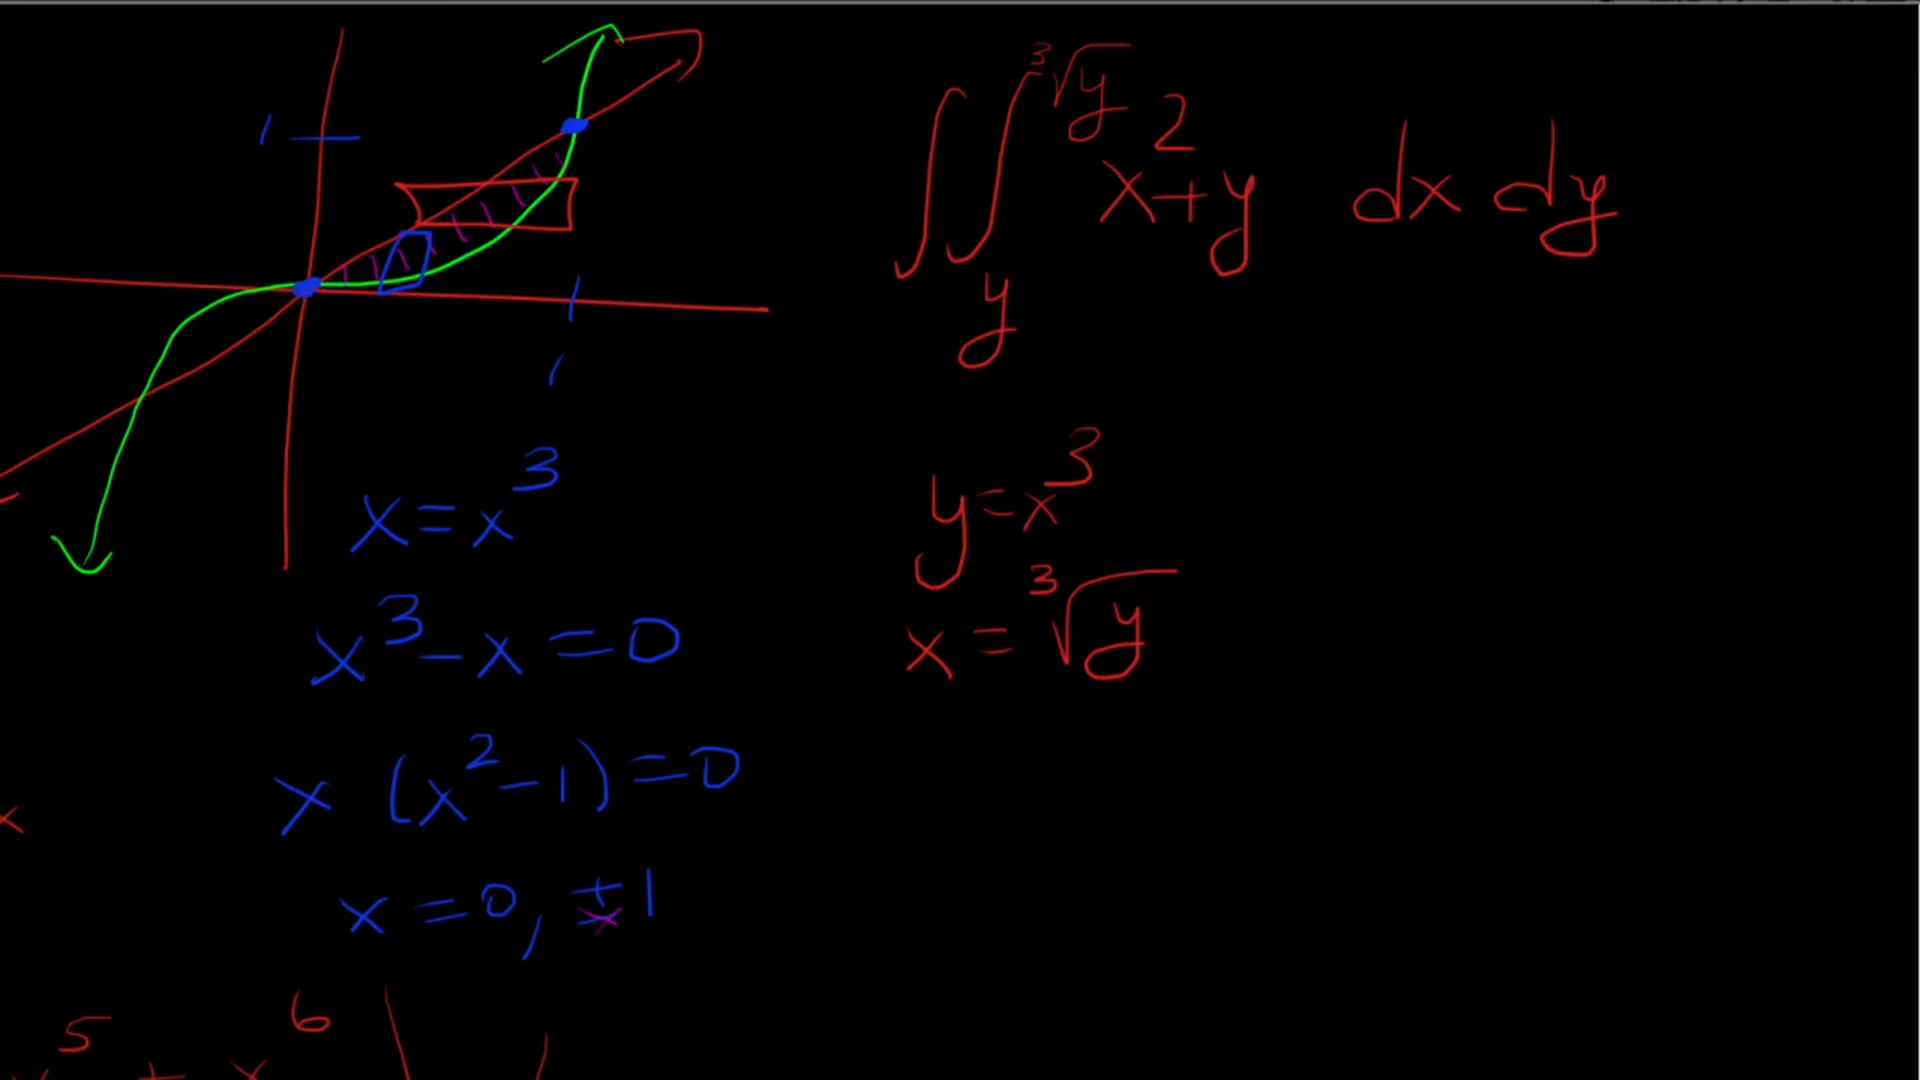 1
1
∫∫_y^∛y x²+y dx dy
x=x³
y=x³
x³-x=0
x=∛y
x(x²-1)=0
x
x=0,±1
5
6